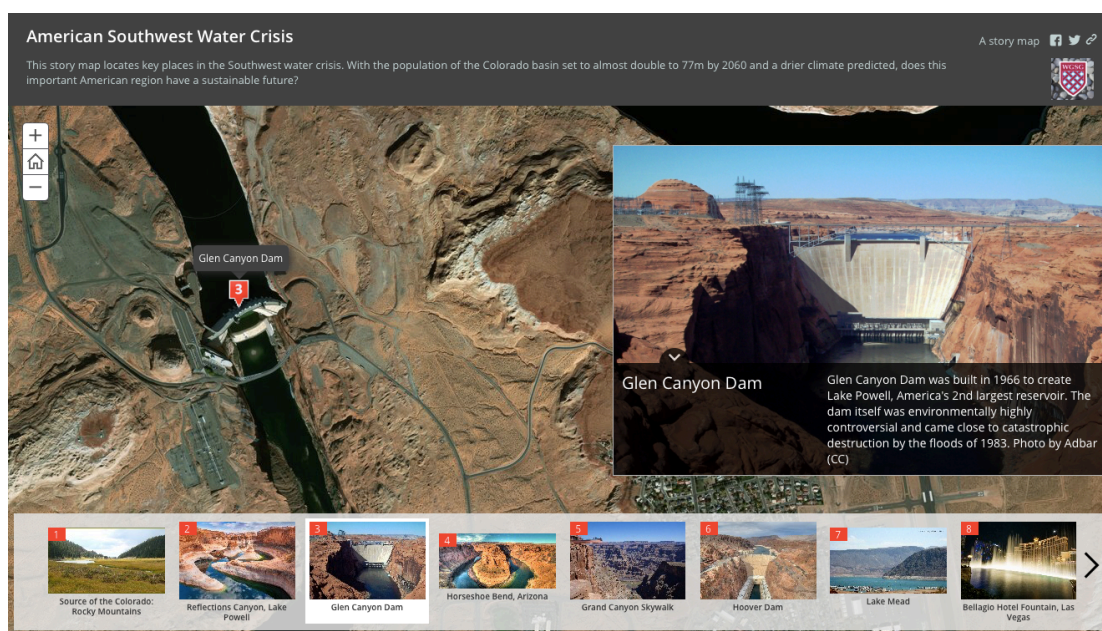 American Southwest Water Crisis
A story map
This story map locates key places in the Southwest water crisis. With the population of the Colorado basin set to almost double to 77m by 2060 and a drier climate predicted, does this
important American region have a sustainable future?
WGSG
+
−
Glen Canyon Dam
3
Glen Canyon Dam
Glen Canyon Dam was built in 1966 to create
Lake Powell, America's 2nd largest reservoir. The
dam itself was environmentally highly
controversial and came close to catastrophic
destruction by the floods of 1983. Photo by Adbar
(CC)
1
Source of the Colorado:
Rocky Mountains
2
Reflections Canyon, Lake
Powell
3
Glen Canyon Dam
4
Horseshoe Bend, Arizona
5
Grand Canyon Skywalk
6
Hoover Dam
7
Lake Mead
8
Bellagio Hotel Fountain, Las
Vegas